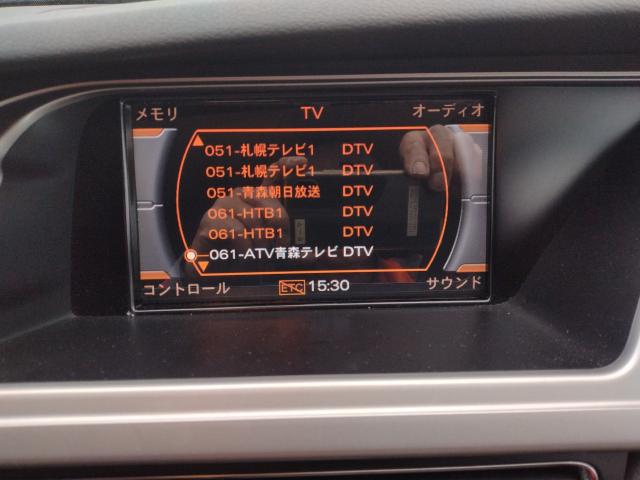 メモリ TV オーディオ
051-札幌テレビ1 DTV
051-札幌テレビ1 DTV
051-青森朝日放送 DTV
061-HTB1 DTV
061-HTB1 DTV
061-ATV青森テレビ DTV
コントロール ETC 15:30 サウンド